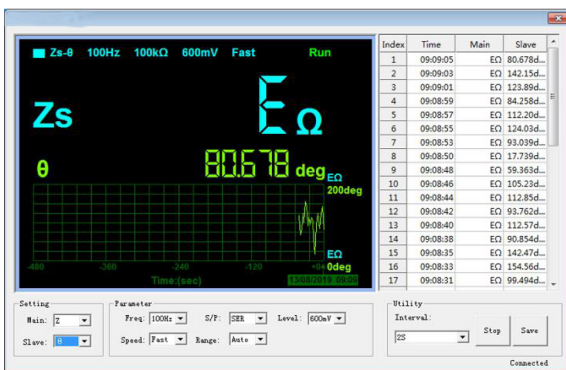 Zs-θ 100Hz 100kΩ 600mV Fast Run
Zs E Ω
θ 80.678 deg
EΩ
200deg
EΩ
0deg
-480 -360 -240 -120
Time:(sec)
Index Time Main Slave
1 09:09:05 EΩ 80.678d...
2 09:09:03 EΩ 142.15d...
3 09:09:01 EΩ 123.89d...
4 09:08:59 EΩ 84.258d...
5 09:08:57 EΩ 112.20d...
6 09:08:55 EΩ 124.03d...
7 09:08:53 EΩ 93.039d...
8 09:08:50 EΩ 17.739d...
9 09:08:48 EΩ 59.363d...
10 09:08:46 EΩ 105.23d...
11 09:08:44 EΩ 112.85d...
12 09:08:42 EΩ 93.762d...
13 09:08:40 EΩ 112.57d...
14 09:08:38 EΩ 90.854d...
15 09:08:35 EΩ 142.47d...
16 09:08:33 EΩ 154.56d...
17 09:08:31 EΩ 99.494d...
Setting
Main: Z
Slave: θ
Parameter
Freq: 100Hz S/P: SER Level: 600mV
Speed: Fast Range: Auto
Utility
Interval:
2S Stop Save
Connected